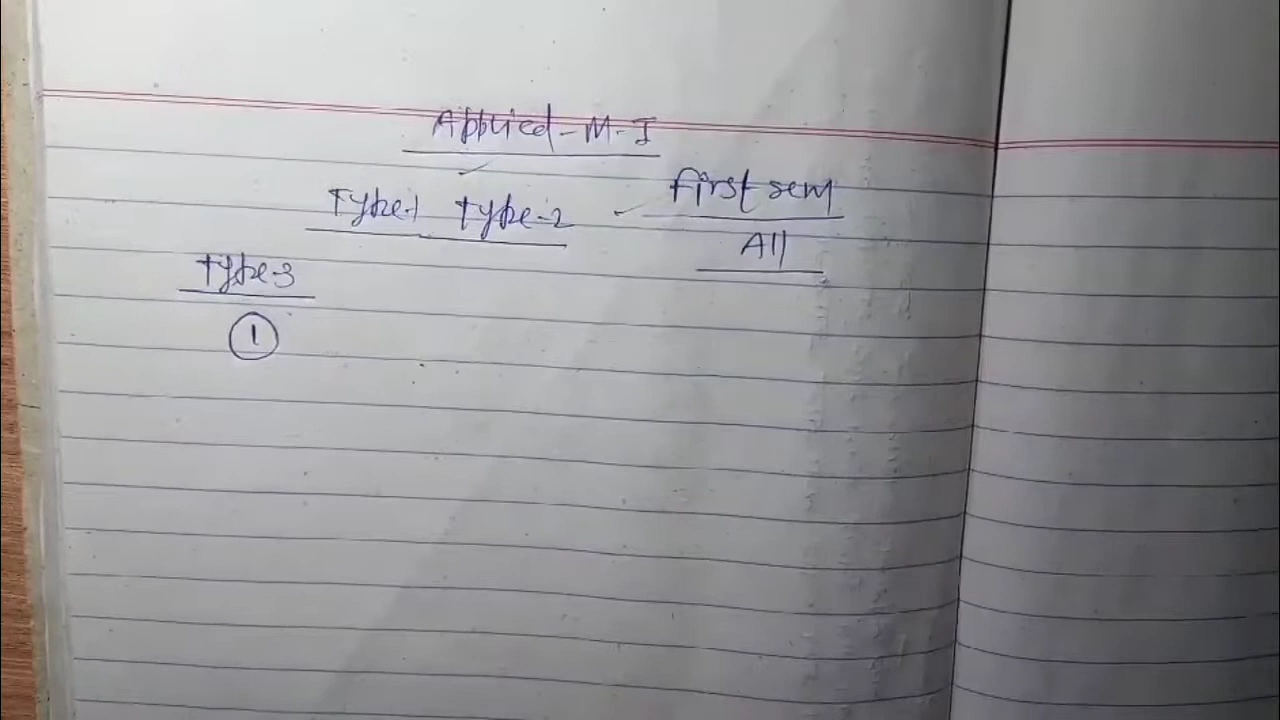 Applied - M - I
Type-1 Type-2 First sem
All
Type-3
1